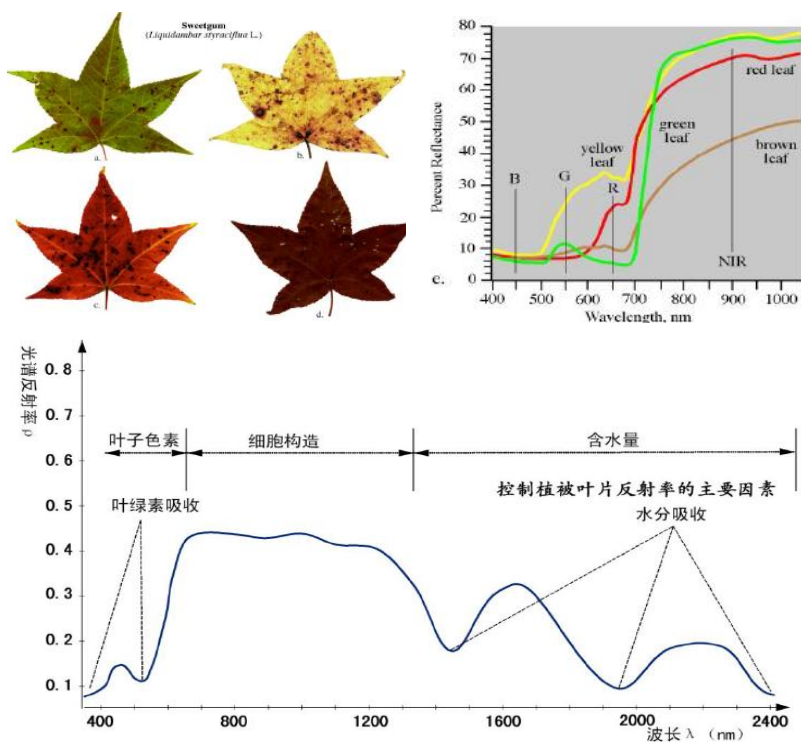 Sweetgum
(Liquidambar styraciflua L.)
a.
b.
c.
d.
Percent Reflectance
80
70
60
50
40
30
20
10
0
B
G
R
NIR
yellow leaf
green leaf
red leaf
brown leaf
e.
400 500 600 700 800 900 1000
Wavelength, nm
光谱反射率 ρ
0.8
0.7
0.6
0.5
0.4
0.3
0.2
0.1
叶子色素
细胞构造
含水量
控制植被叶片反射率的主要因素
叶绿素吸收
水分吸收
400 800 1200 1600 2000 2400
波长 λ (nm)